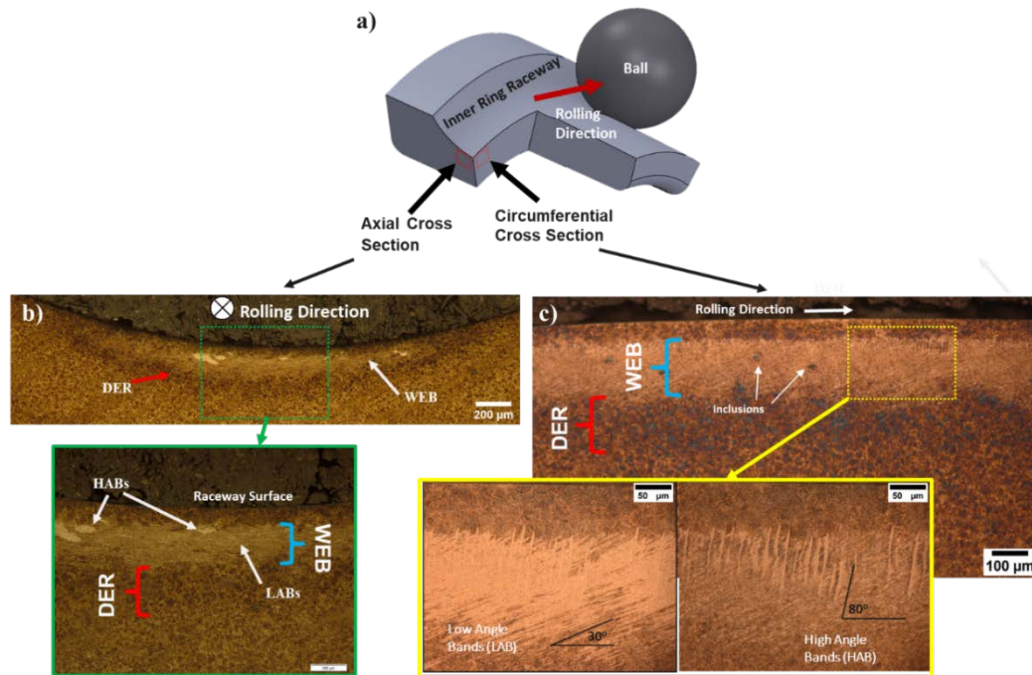 a)
Ball
Inner Ring Raceway
Rolling
Direction
Axial Cross
Section
Circumferential
Cross Section
b)
Rolling Direction
DER
WEB
200 µm
c)
Rolling Direction
WEB
DER
Inclusions
100 µm
HABs
Raceway Surface
WEB
DER
LABs
50 µm
Low Angle
Bands (LAB)
30°
50 µm
80°
High Angle
Bands (HAB)